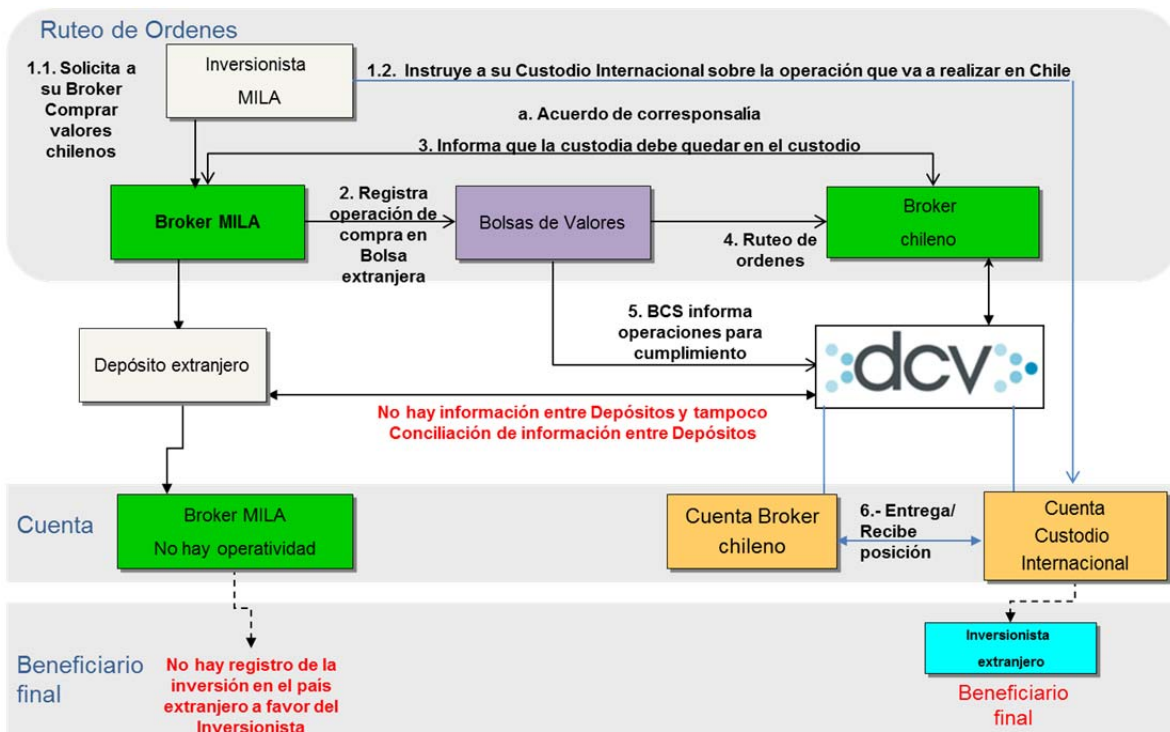 Ruteo de Ordenes
1.1. Solicita a
su Broker
Comprar
valores
chilenos
Inversionista
MILA
1.2. Instruye a su Custodio Internacional sobre la operación que va a realizar en Chile
a. Acuerdo de corresponsalía
3. Informa que la custodia debe quedar en el custodio
Broker MILA
2. Registra
operación de
compra en
Bolsa
extranjera
Bolsas de Valores
4. Ruteo de
ordenes
Broker
chileno
5. BCS informa
operaciones para
cumplimiento
Depósito extranjero
dcv
No hay información entre Depósitos y tampoco
Conciliación de información entre Depósitos
Cuenta
Broker MILA
No hay operatividad
Cuenta Broker
chileno
6.- Entrega/
Recibe
posición
Cuenta
Custodio
Internacional
Beneficiario
final
No hay registro de la
inversión en el país
extranjero a favor del
Inversionista
Inversionista
extranjero
Beneficiario
final